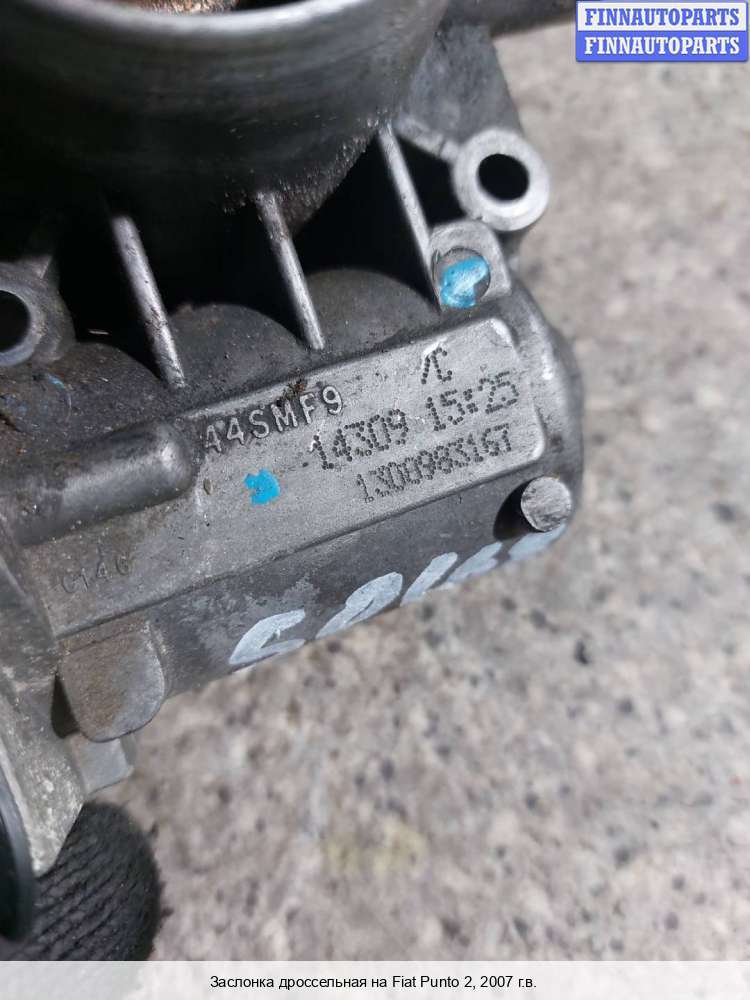 FINNAUTOPARTS
FINNAUTOPARTS
44SMF9
14309 15:25
1300983167
Заслонка дроссельная на Fiat Punto 2, 2007 г.в.